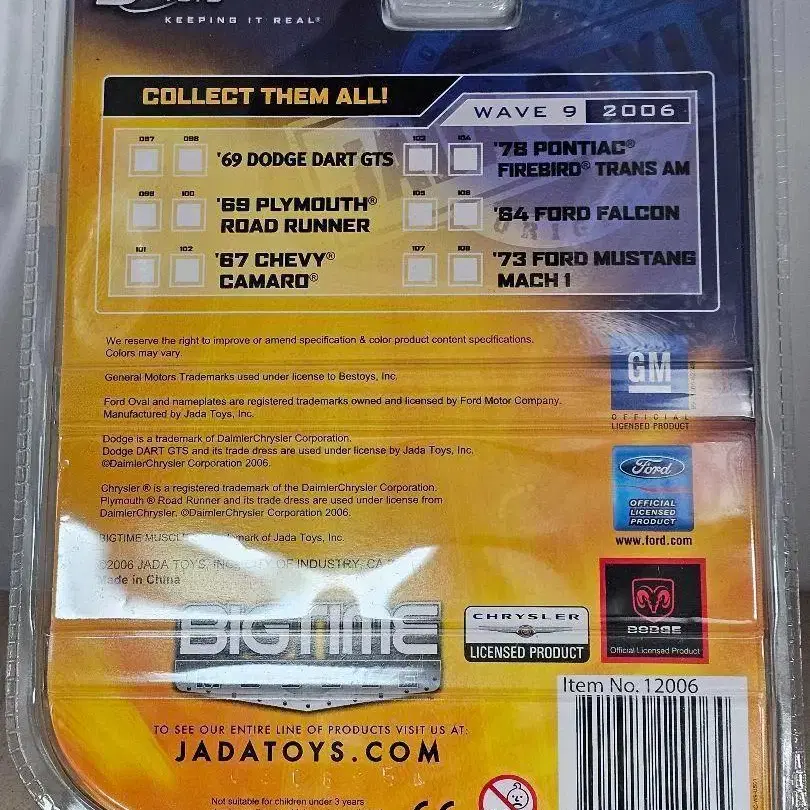 KEEPING IT REAL®
COLLECT THEM ALL!
WAVE 9 2006
097 098
'69 DODGE DART GTS
099 100
'69 PLYMOUTH®
ROAD RUNNER
101 102
'67 CHEVY®
CAMARO®
103 104
'78 PONTIAC®
FIREBIRD® TRANS AM
105 106
'64 FORD FALCON
107 108
'73 FORD MUSTANG
MACH 1
We reserve the right to improve or amend specification & color product content specifications.
Colors may vary.
General Motors Trademarks used under license to Bestoys, Inc.
Ford Oval and nameplates are registered trademarks owned and licensed by Ford Motor Company.
Manufactured by Jada Toys, Inc.
Dodge is a trademark of DaimlerChrysler Corporation.
Dodge DART GTS and its trade dress are used under license by Jada Toys, Inc.
©DaimlerChrysler Corporation 2006.
Chrysler ® is a registered trademark of the DaimlerChrysler Corporation.
Plymouth ® Road Runner and its trade dress are used under license from
DaimlerChrysler. ©DaimlerChrysler Corporation 2006.
BIGTIME of Jada Toys, Inc.
©2006 JADA TOYS, INC. CITY OF INDUSTRY, CA
Made in China
GM
OFFICIAL
LICENSED PRODUCT
Ford
OFFICIAL
LICENSED
PRODUCT
www.ford.com
BIGTIME
MUSCLE
CHRYSLER
LICENSED PRODUCT
DODGE
Official Licensed Product
Item No. 12006
TO SEE OUR ENTIRE LINE OF PRODUCTS VISIT US AT:
JADATOYS.COM
Not suitable for children under 3 years